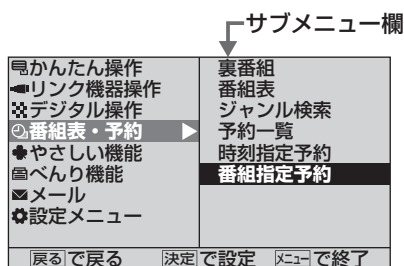 サブメニュー欄
かんたん操作
リンク機器操作
デジタル操作
番組表・予約
やさしい機能
べんり機能
メール
設定メニュー
裏番組
番組表
ジャンル検索
予約一覧
時刻指定予約
番組指定予約
戻るで戻る 決定で設定 メニューで終了